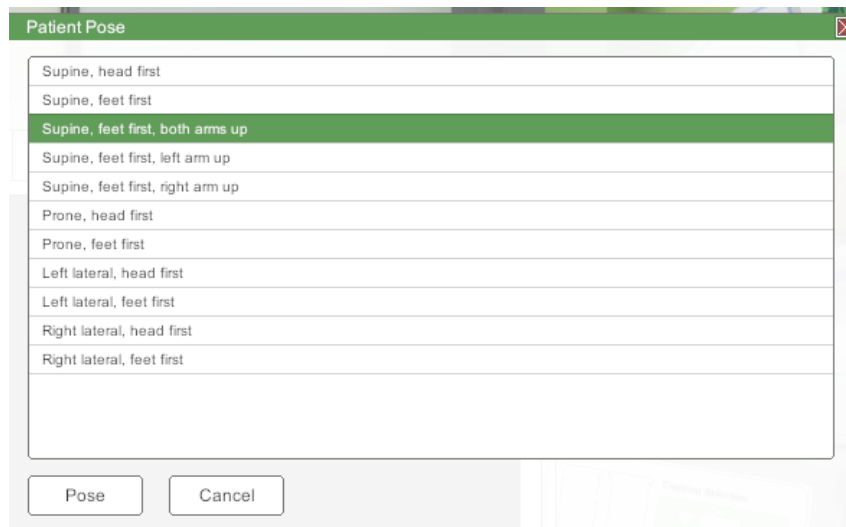 Patient Pose
Supine, head first
Supine, feet first
Supine, feet first, both arms up
Supine, feet first, left arm up
Supine, feet first, right arm up
Prone, head first
Prone, feet first
Left lateral, head first
Left lateral, feet first
Right lateral, head first
Right lateral, feet first
Pose
Cancel